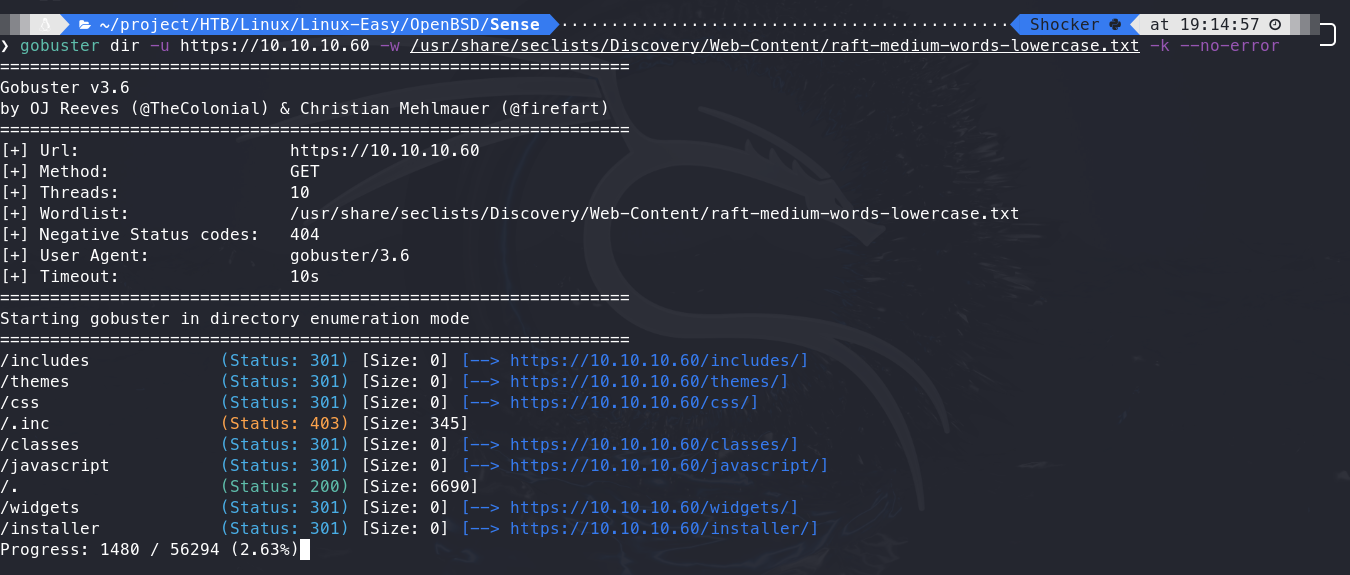 ~/project/HTB/Linux/Linux-Easy/OpenBSD/Sense Shocker at 19:14:57
❯ gobuster dir -u https://10.10.10.60 -w /usr/share/seclists/Discovery/Web-Content/raft-medium-words-lowercase.txt -k --no-error
===============================================================
Gobuster v3.6
by OJ Reeves (@TheColonial) & Christian Mehlmauer (@firefart)
===============================================================
[+] Url:                     https://10.10.10.60
[+] Method:                  GET
[+] Threads:                 10
[+] Wordlist:                /usr/share/seclists/Discovery/Web-Content/raft-medium-words-lowercase.txt
[+] Negative Status codes:   404
[+] User Agent:              gobuster/3.6
[+] Timeout:                 10s
===============================================================
Starting gobuster in directory enumeration mode
===============================================================
/includes             (Status: 301) [Size: 0] [--> https://10.10.10.60/includes/]
/themes               (Status: 301) [Size: 0] [--> https://10.10.10.60/themes/]
/css                  (Status: 301) [Size: 0] [--> https://10.10.10.60/css/]
/.inc                 (Status: 403) [Size: 345]
/classes              (Status: 301) [Size: 0] [--> https://10.10.10.60/classes/]
/javascript           (Status: 301) [Size: 0] [--> https://10.10.10.60/javascript/]
/.                    (Status: 200) [Size: 6690]
/widgets              (Status: 301) [Size: 0] [--> https://10.10.10.60/widgets/]
/installer            (Status: 301) [Size: 0] [--> https://10.10.10.60/installer/]
Progress: 1480 / 56294 (2.63%)